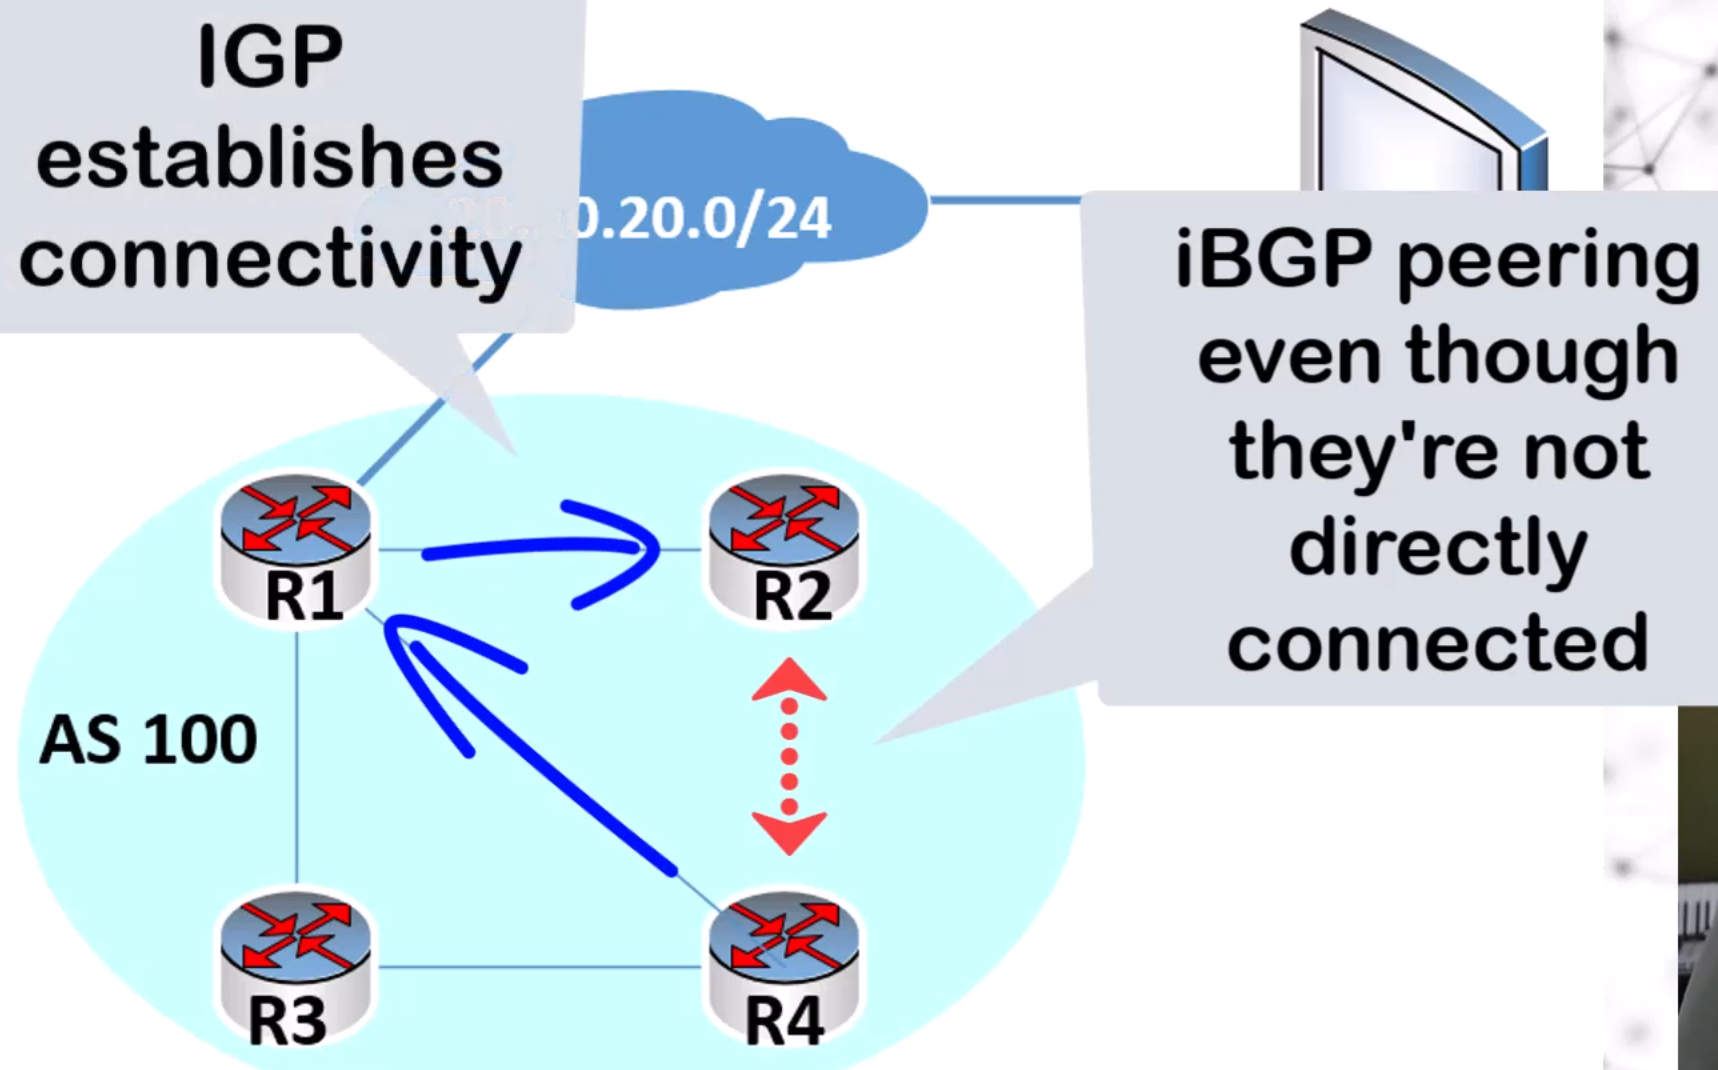 IGP
establishes
connectivity
0.20.0/24
iBGP peering
even though
they're not
directly
connected
R1
R2
AS 100
R3
R4